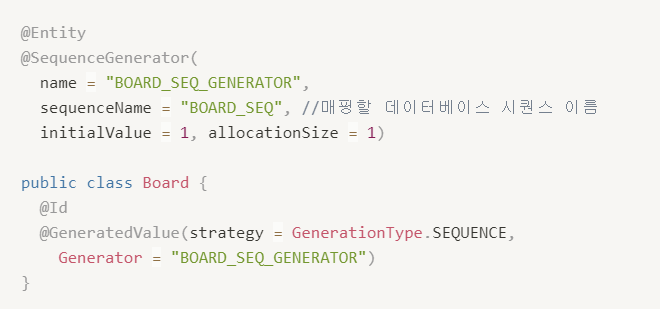 @Entity
@SequenceGenerator(
name = "BOARD_SEQ_GENERATOR",
sequenceName = "BOARD_SEQ", //매핑할 데이터베이스 시퀀스 이름
initialValue = 1, allocationSize = 1)
public class Board {
@Id
@GeneratedValue(strategy = GenerationType.SEQUENCE,
Generator = "BOARD_SEQ_GENERATOR")
}